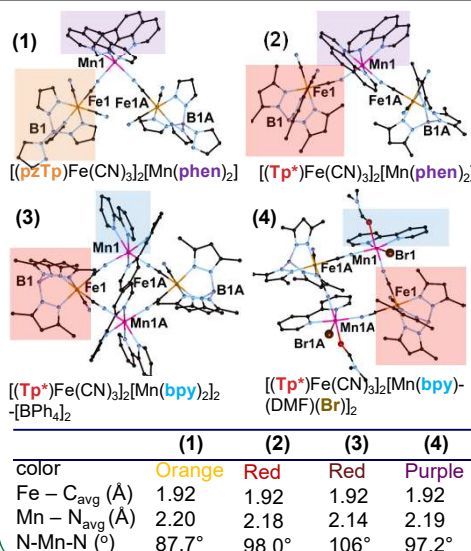 (1)
Mn1
Fe1
Fe1A
B1
B1A
[(pzTp)Fe(CN)3]2[Mn(phen)2]
(2)
Mn1
Fe1
Fe1A
B1
B1A
[(Tp*)Fe(CN)3]2[Mn(phen)2]
(3)
Mn1
B1
Fe1
Fe1A
B1A
Mn1A
[(Tp*)Fe(CN)3]2[Mn(bpy)2]2
-[BPh4]2
(4)
Mn1
Br1
Fe1A
Fe1
Mn1A
B1
Br1A
[(Tp*)Fe(CN)3]2[Mn(bpy)-
(DMF)(Br)]2
(1) (2) (3) (4)
color Orange Red Red Purple
Fe – Cavg (Å) 1.92 1.92 1.92 1.92
Mn – Navg (Å) 2.20 2.18 2.14 2.19
N-Mn-N (°) 87.7° 98.0° 106° 97.2°